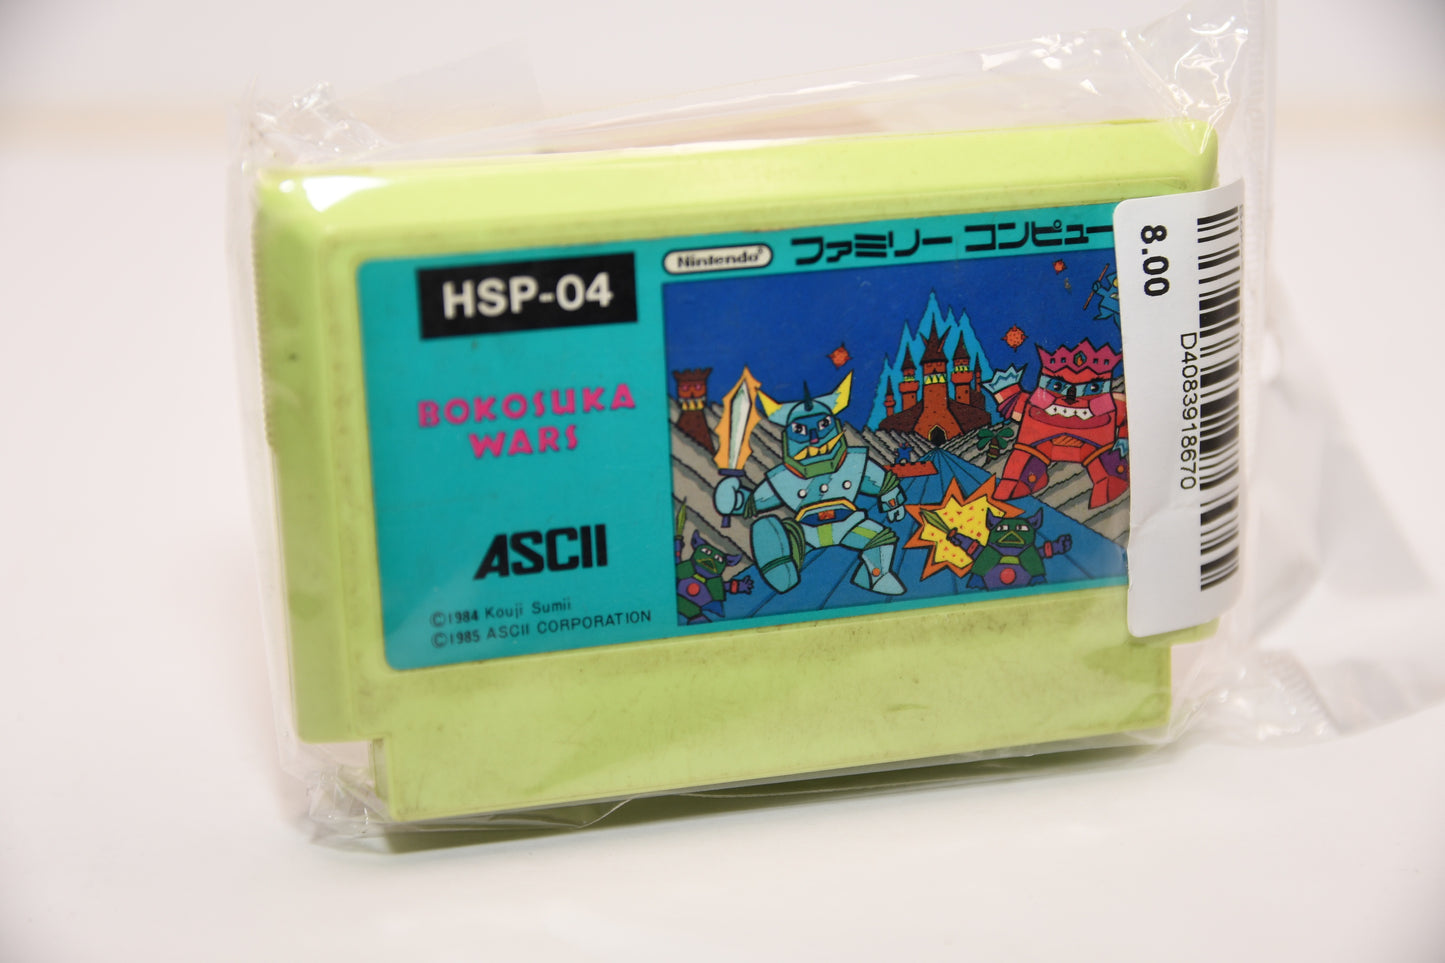 HSP-04
Nintendo®
ファミリー コンピュー
BOKOSUKA
WARS
ASCII
©1984 Kouji Sumii
©1985 ASCII CORPORATION
8.00
D4083918670